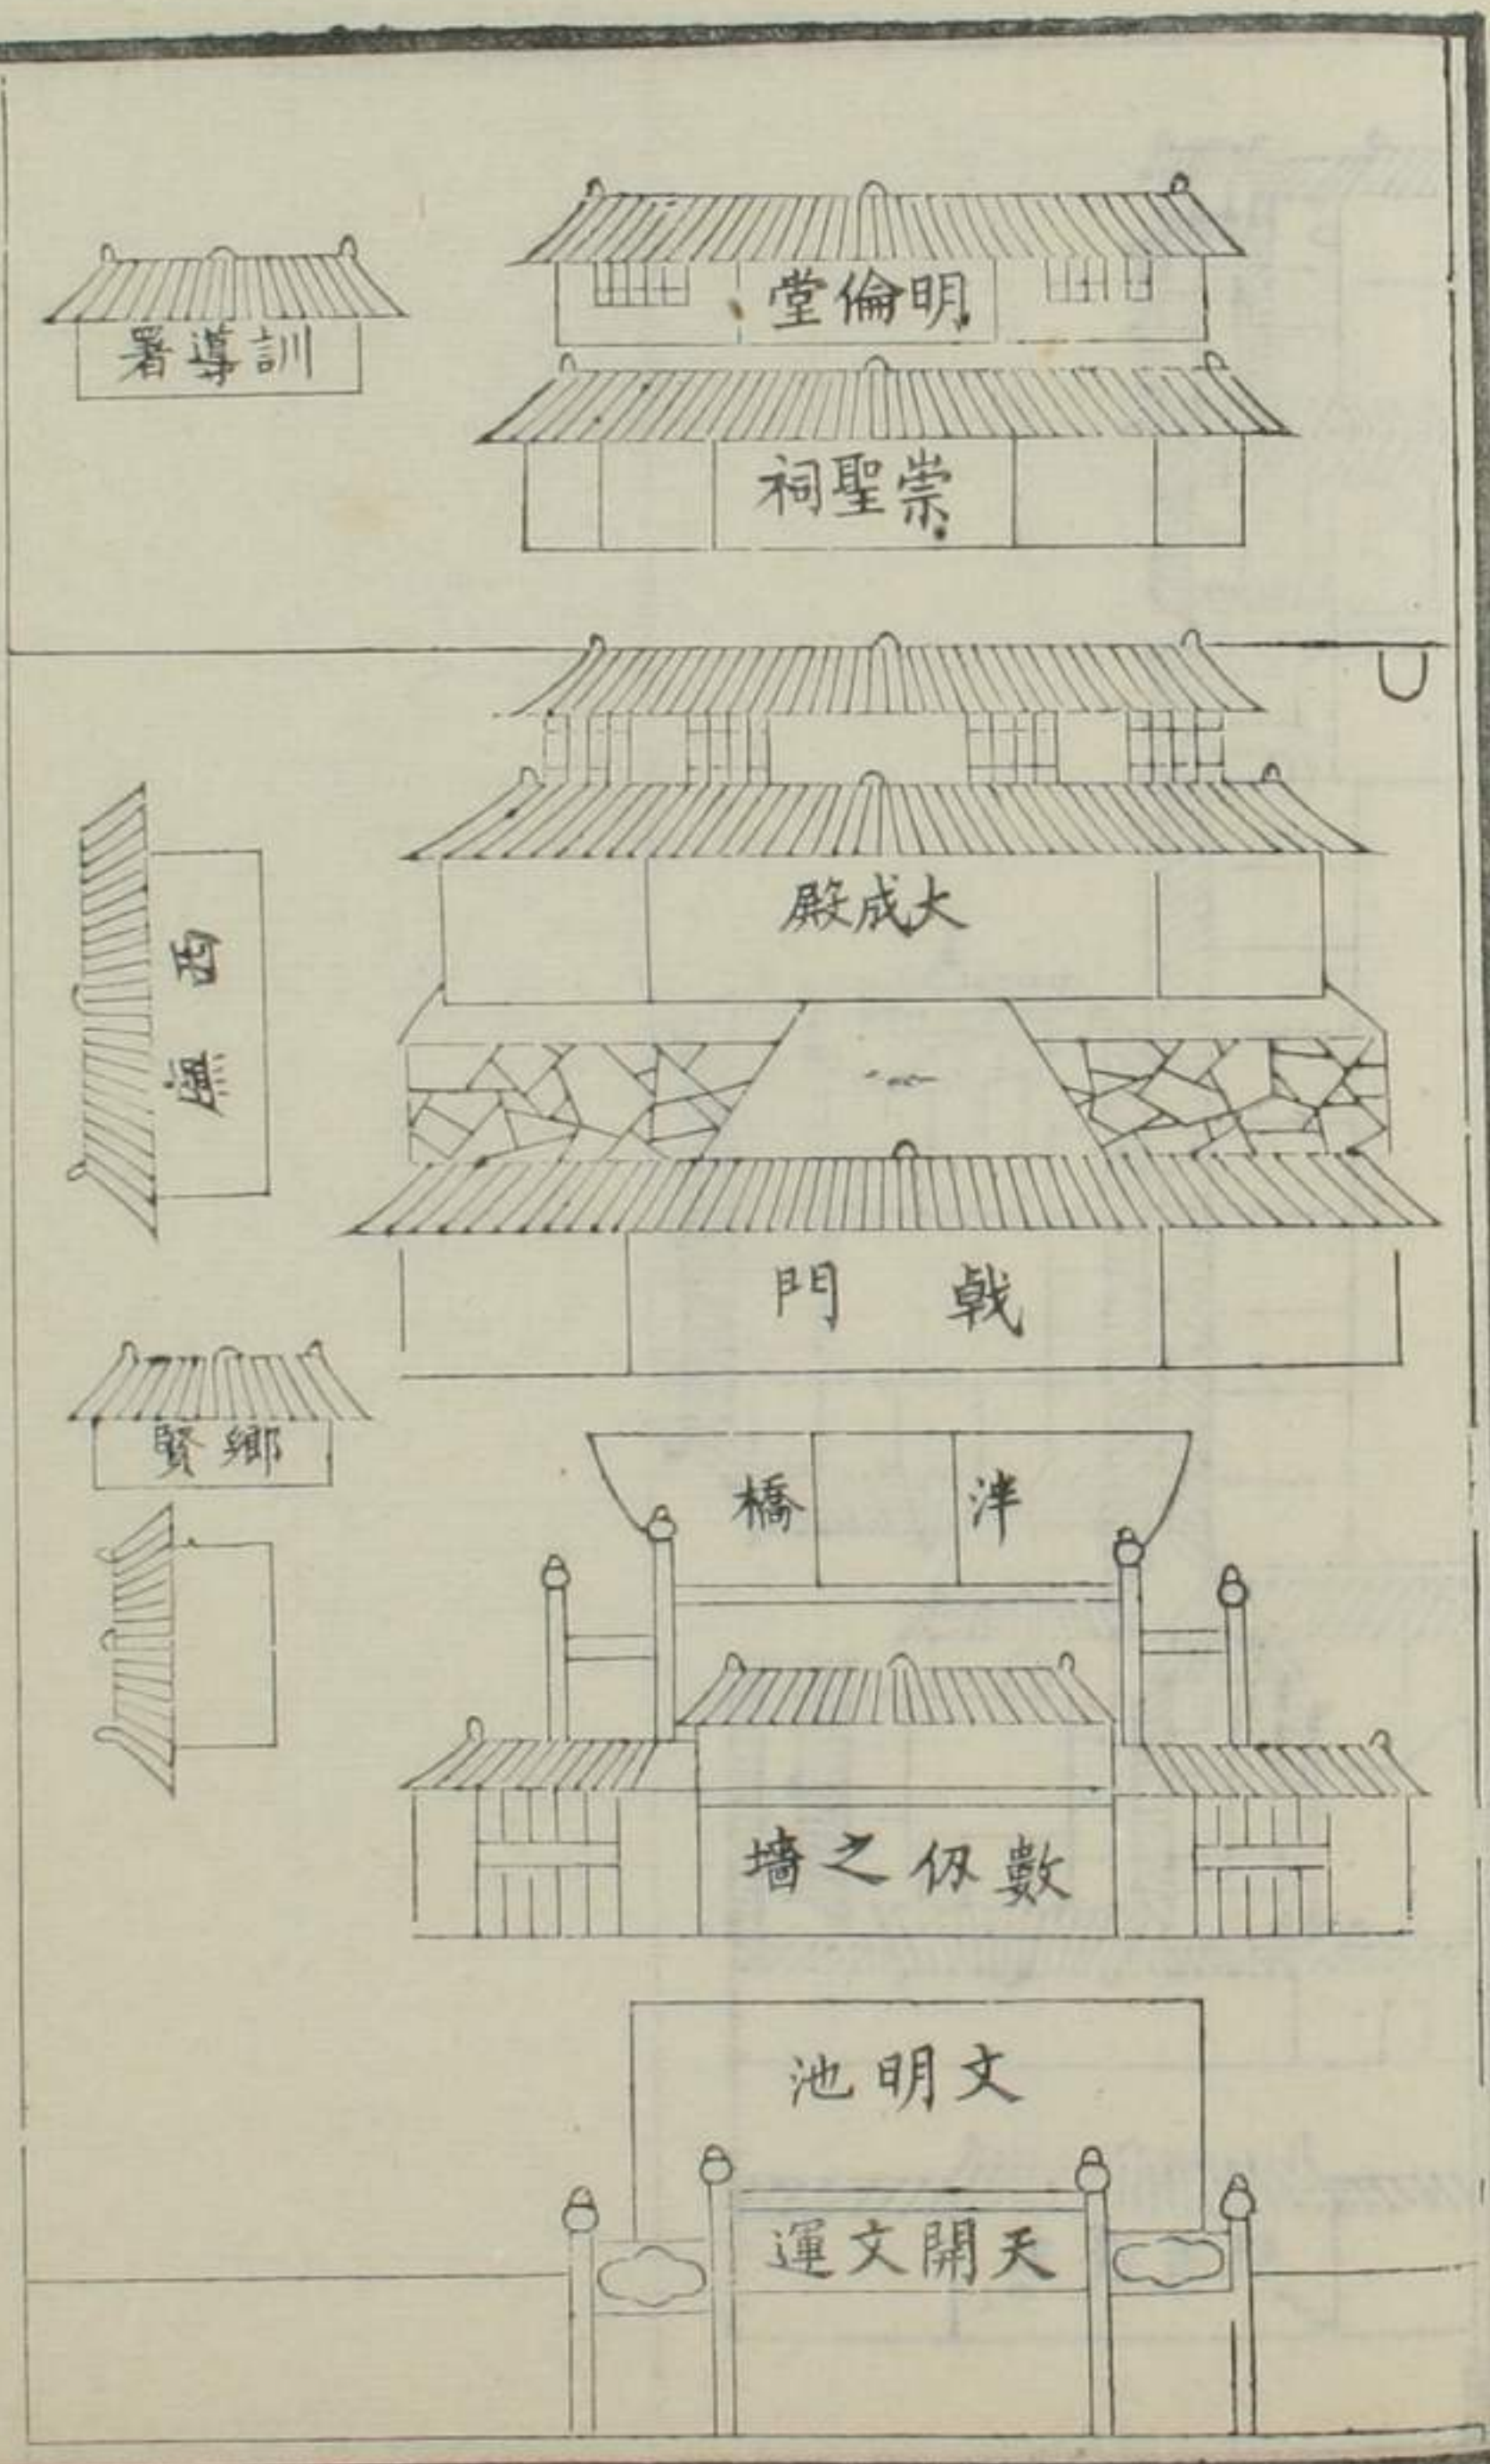 明倫堂
訓導署
崇聖祠
大成殿
西廡
戟門
鄉賢
泮橋
數仭之墻
文明池
天開文運